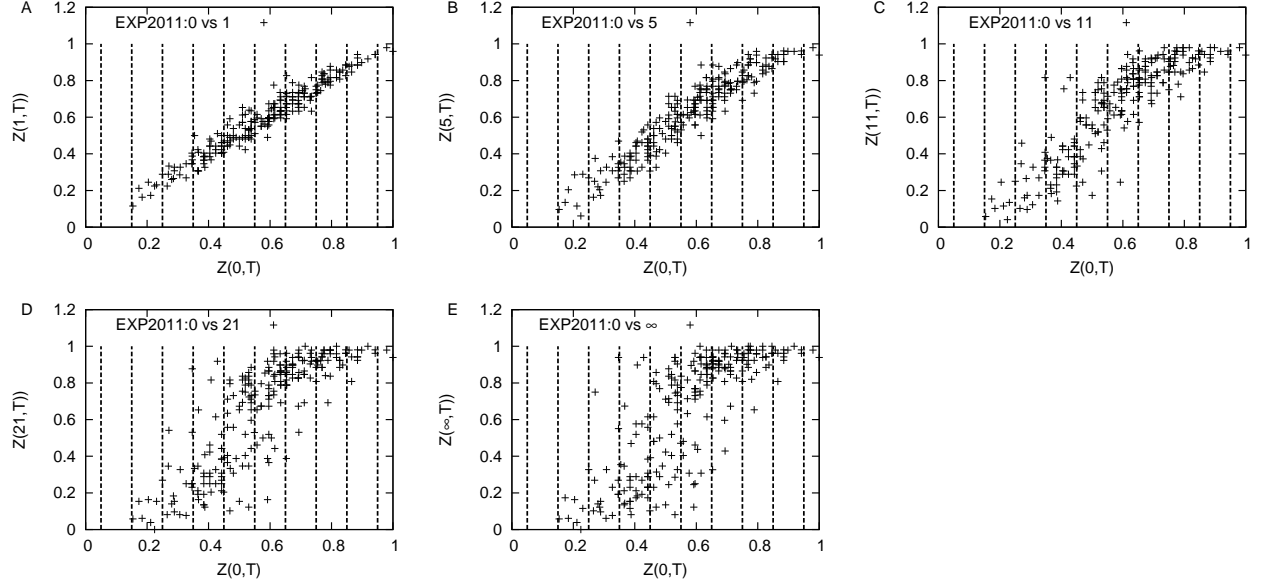 A
EXP2011:0 vs 1
1.2
1
0.8
0.6
0.4
0.2
0
Z(1,T))
0 0.2 0.4 0.6 0.8 1
Z(0,T)
B
EXP2011:0 vs 5
1.2
1
0.8
0.6
0.4
0.2
0
Z(5,T))
0 0.2 0.4 0.6 0.8 1
Z(0,T)
C
EXP2011:0 vs 11
1.2
1
0.8
0.6
0.4
0.2
0
Z(11,T))
0 0.2 0.4 0.6 0.8 1
Z(0,T)
D
EXP2011:0 vs 21
1.2
1
0.8
0.6
0.4
0.2
0
Z(21,T))
0 0.2 0.4 0.6 0.8 1
Z(0,T)
E
EXP2011:0 vs ∞
1.2
1
0.8
0.6
0.4
0.2
0
Z(∞,T))
0 0.2 0.4 0.6 0.8 1
Z(0,T)